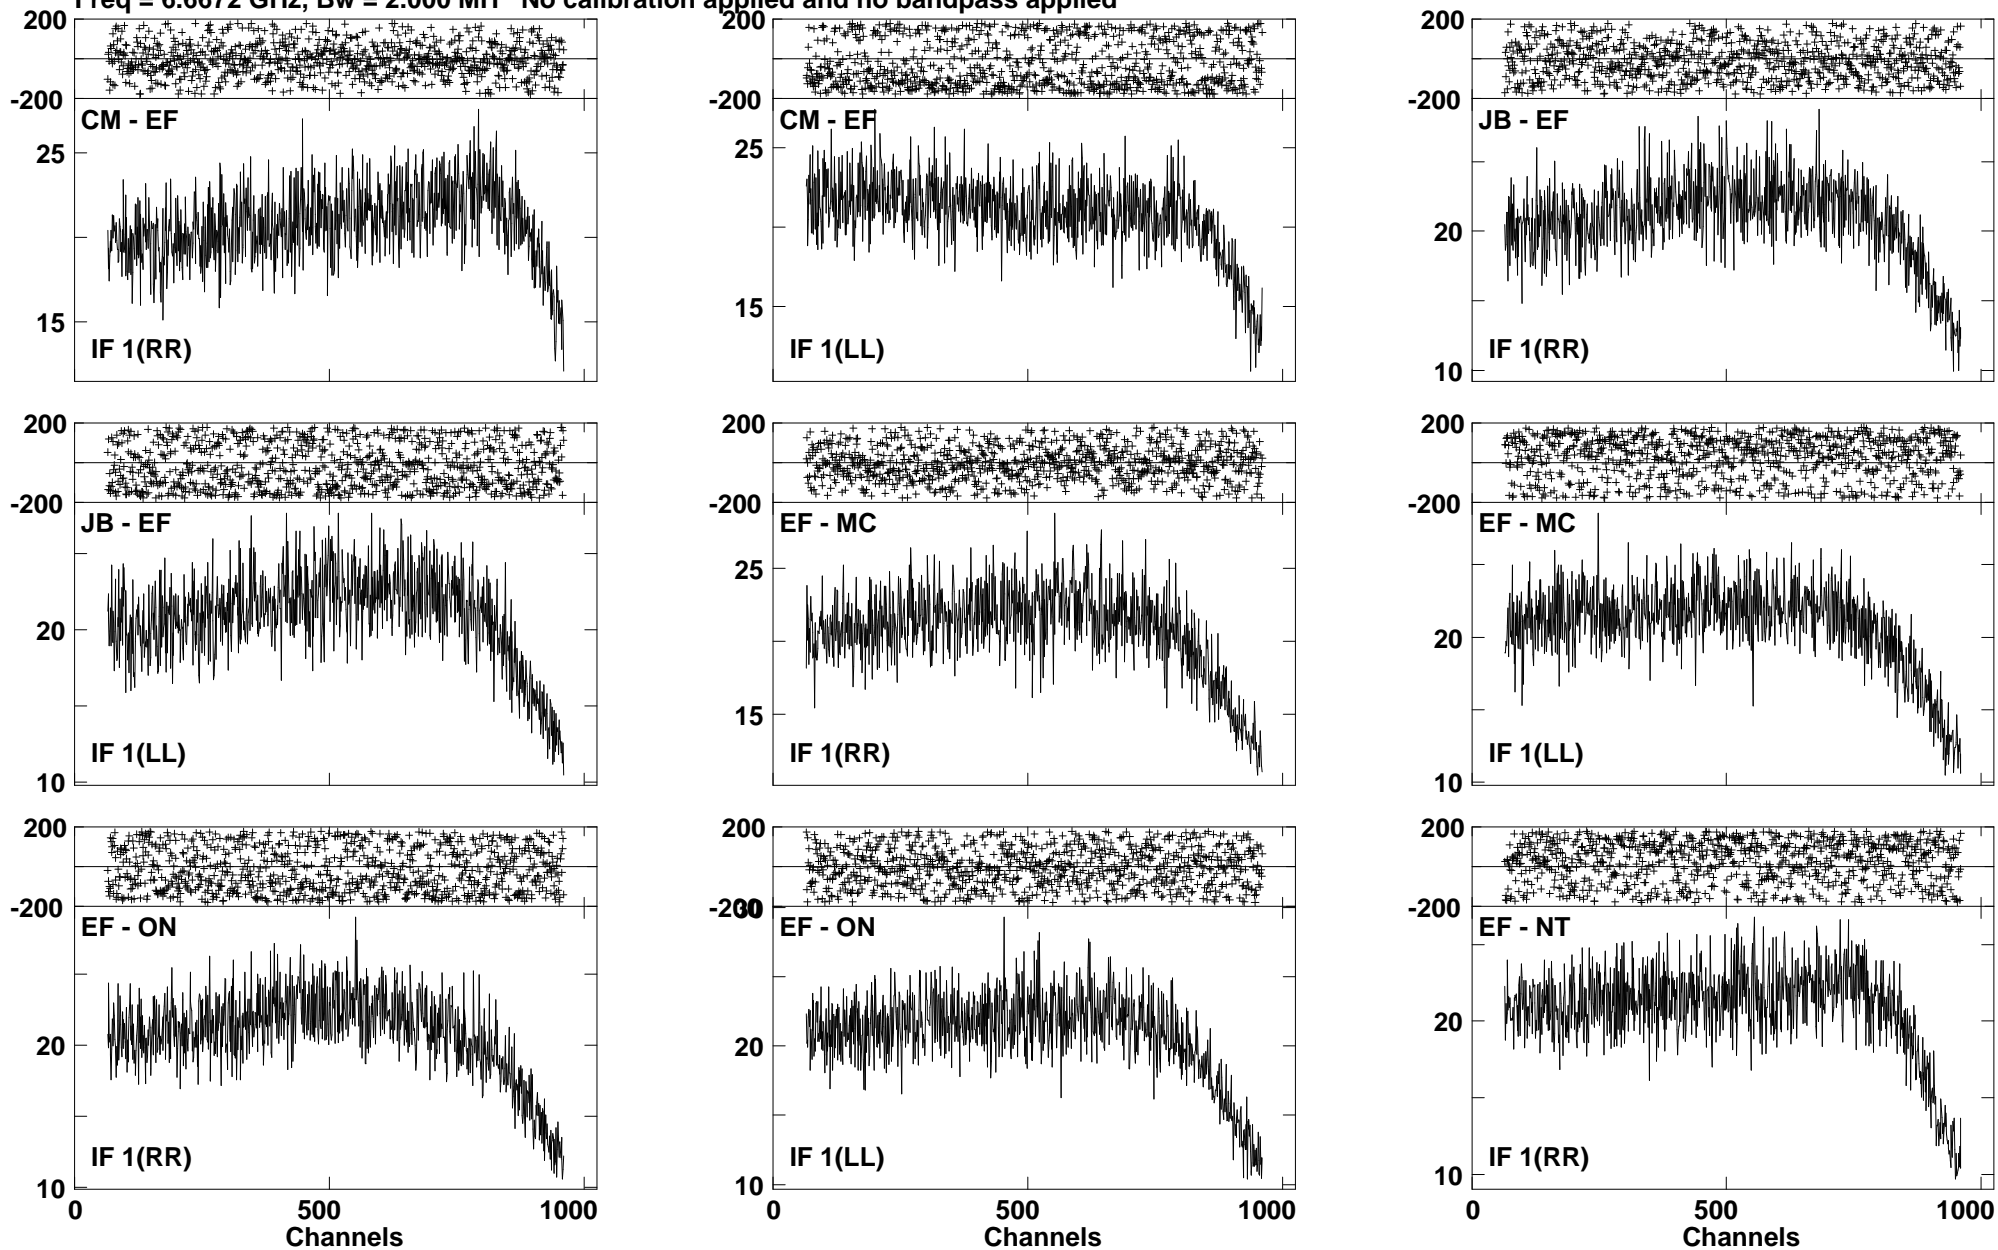 Freq = 6.6672 GHz, Bw = 2.000 MH No calibration applied and no bandpass applied
200
-200
CM - EF
25
15
IF 1(RR)
200
-200
CM - EF
25
15
IF 1(LL)
200
-200
JB - EF
20
10
IF 1(RR)
200
-200
JB - EF
20
10
IF 1(LL)
200
-200
EF - MC
25
15
IF 1(RR)
200
-200
EF - MC
20
10
IF 1(LL)
200
-200
EF - ON
20
10
IF 1(RR)
0 500 1000
Channels
200
-200
30
EF - ON
20
10
IF 1(LL)
0 500 1000
Channels
200
-200
EF - NT
20
10
IF 1(RR)
0 500 1000
Channels